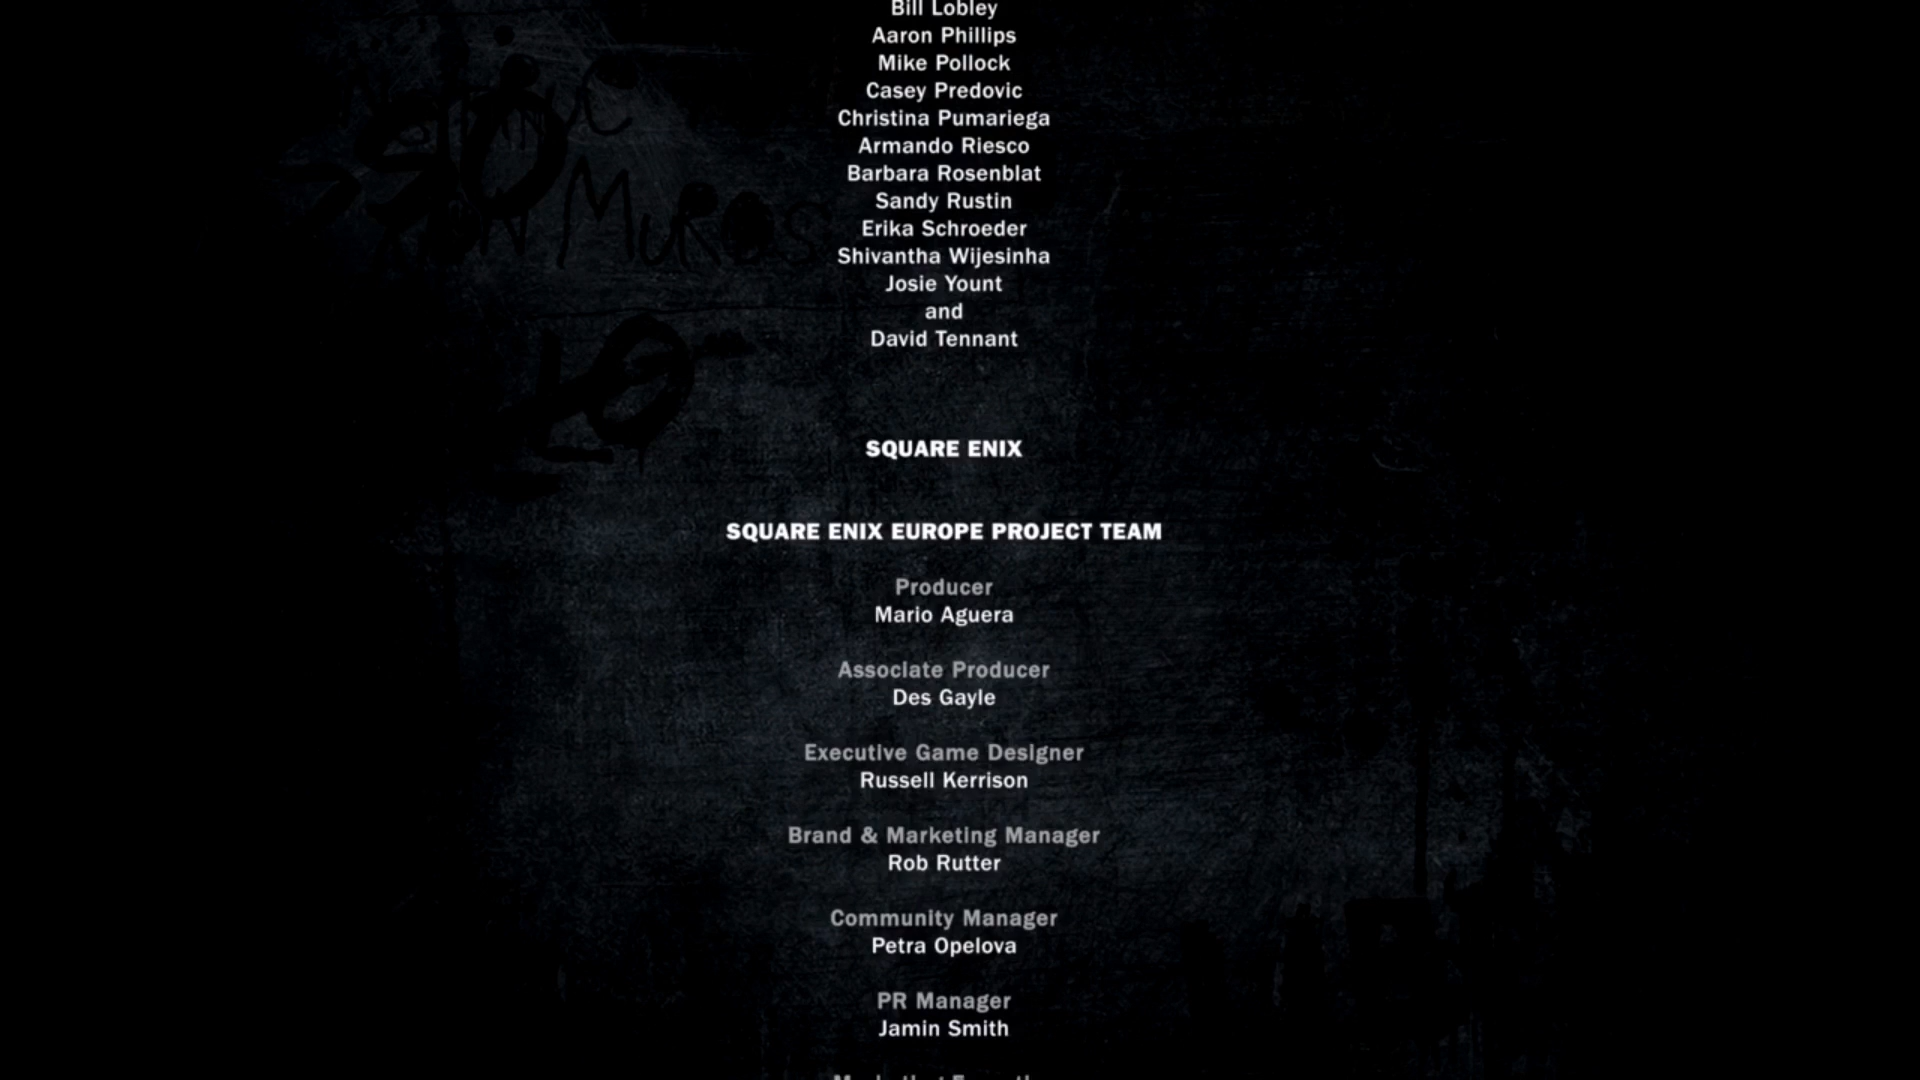 Bill Lobley
Aaron Phillips
Mike Pollock
Casey Predovic
Christina Pumariega
Armando Riesco
Barbara Rosenblat
Sandy Rustin
Erika Schroeder
Shivantha Wijesinha
Josie Yount
and
David Tennant
SQUARE ENIX
SQUARE ENIX EUROPE PROJECT TEAM
Producer
Mario Aguera
Associate Producer
Des Gayle
Executive Game Designer
Russell Kerrison
Brand & Marketing Manager
Rob Rutter
Community Manager
Petra Opelova
PR Manager
Jamin Smith